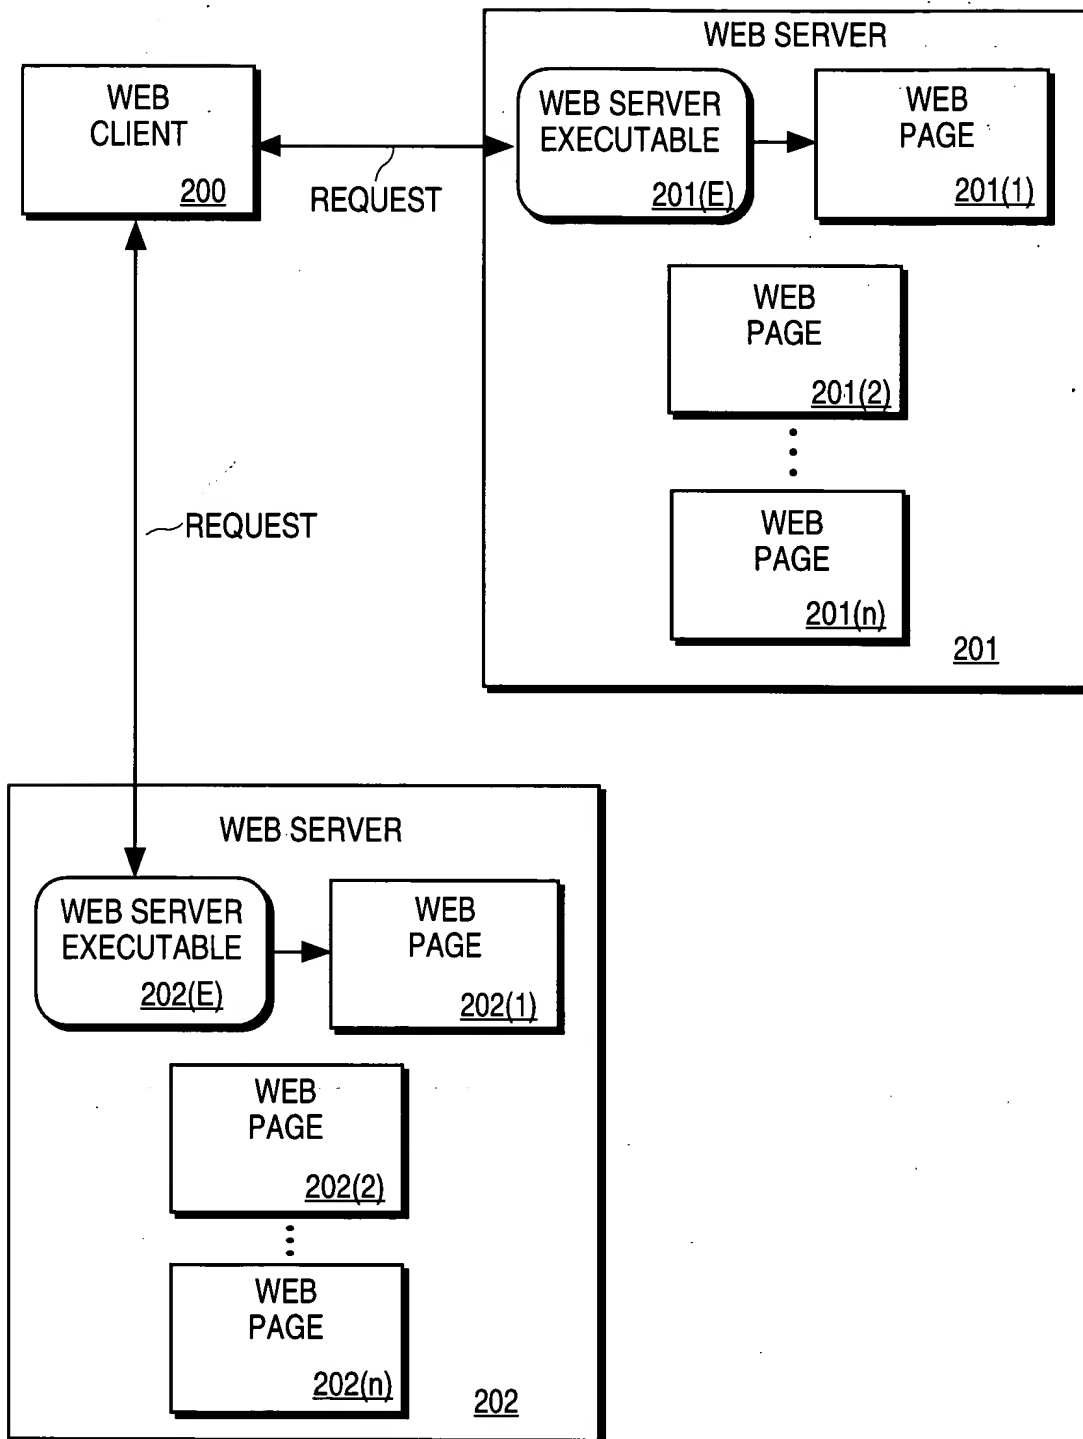 WEB SERVER
WEB
CLIENT
200
REQUEST
WEB SERVER
EXECUTABLE
201(E)
WEB
PAGE
201(1)
WEB
PAGE
201(2)
WEB
PAGE
201(n)
201
REQUEST
WEB SERVER
WEB SERVER
EXECUTABLE
202(E)
WEB
PAGE
202(1)
WEB
PAGE
202(2)
WEB
PAGE
202(n)
202